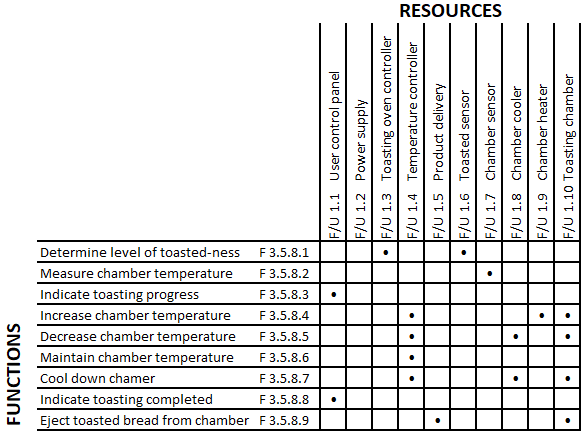 RESOURCES
F/U 1.1 User control panel
F/U 1.2 Power supply
F/U 1.3 Toasting oven controller
F/U 1.4 Temperature controller
F/U 1.5 Product delivery
F/U 1.6 Toasted sensor
F/U 1.7 Chamber sensor
F/U 1.8 Chamber cooler
F/U 1.9 Chamber heater
F/U 1.10 Toasting chamber
FUNCTIONS
Determine level of toasted-ness F 3.5.8.1
Measure chamber temperature F 3.5.8.2
Indicate toasting progress F 3.5.8.3
Increase chamber temperature F 3.5.8.4
Decrease chamber temperature F 3.5.8.5
Maintain chamber temperature F 3.5.8.6
Cool down chamer F 3.5.8.7
Indicate toasting completed F 3.5.8.8
Eject toasted bread from chamber F 3.5.8.9